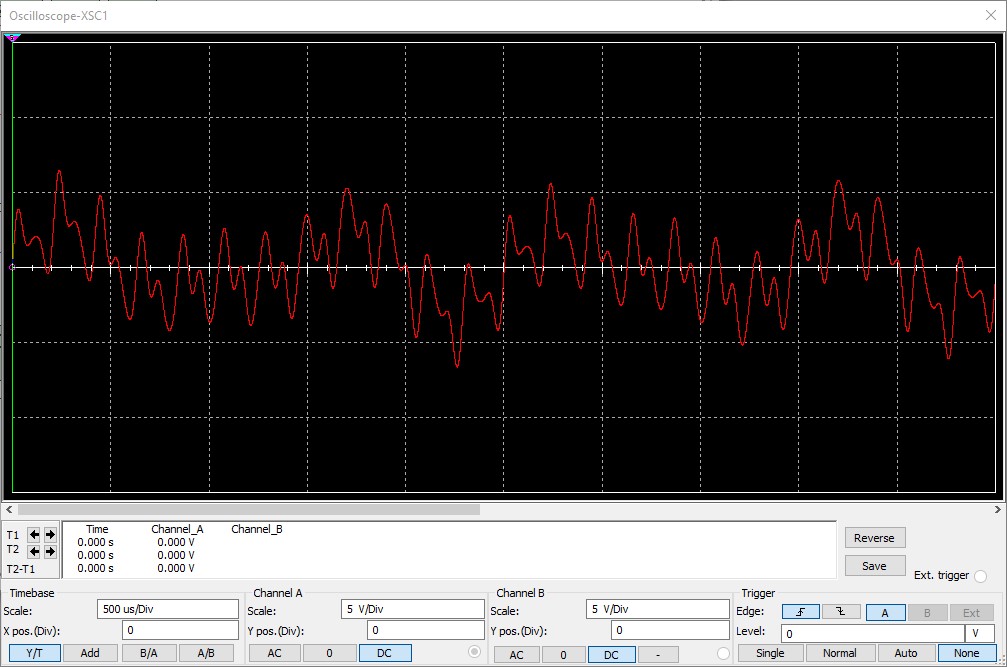 Oscilloscope-XSC1
T1
T2
T2-T1
Time Channel_A Channel_B
0.000 s 0.000 V
0.000 s 0.000 V
0.000 s 0.000 V
Reverse
Save
Ext. trigger
Timebase
Scale: 500 us/Div
X pos.(Div): 0
Y/T Add B/A A/B
Channel A
Scale: 5 V/Div
Y pos.(Div): 0
AC 0 DC
Channel B
Scale: 5 V/Div
Y pos.(Div): 0
AC 0 DC -
Trigger
Edge: A B Ext
Level: 0 V
Single Normal Auto None